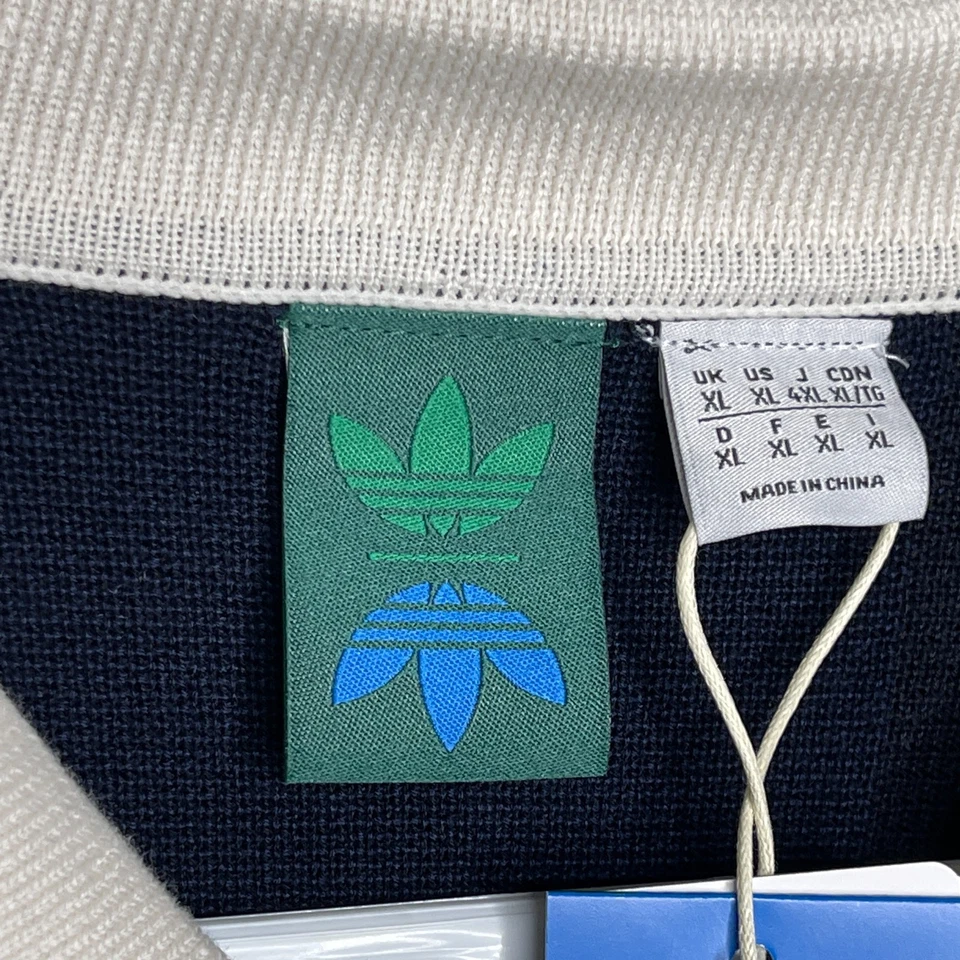 UK US J CDN
XL XL 4XL XL/TG
D F E I
XL XL XL XL
MADE IN CHINA